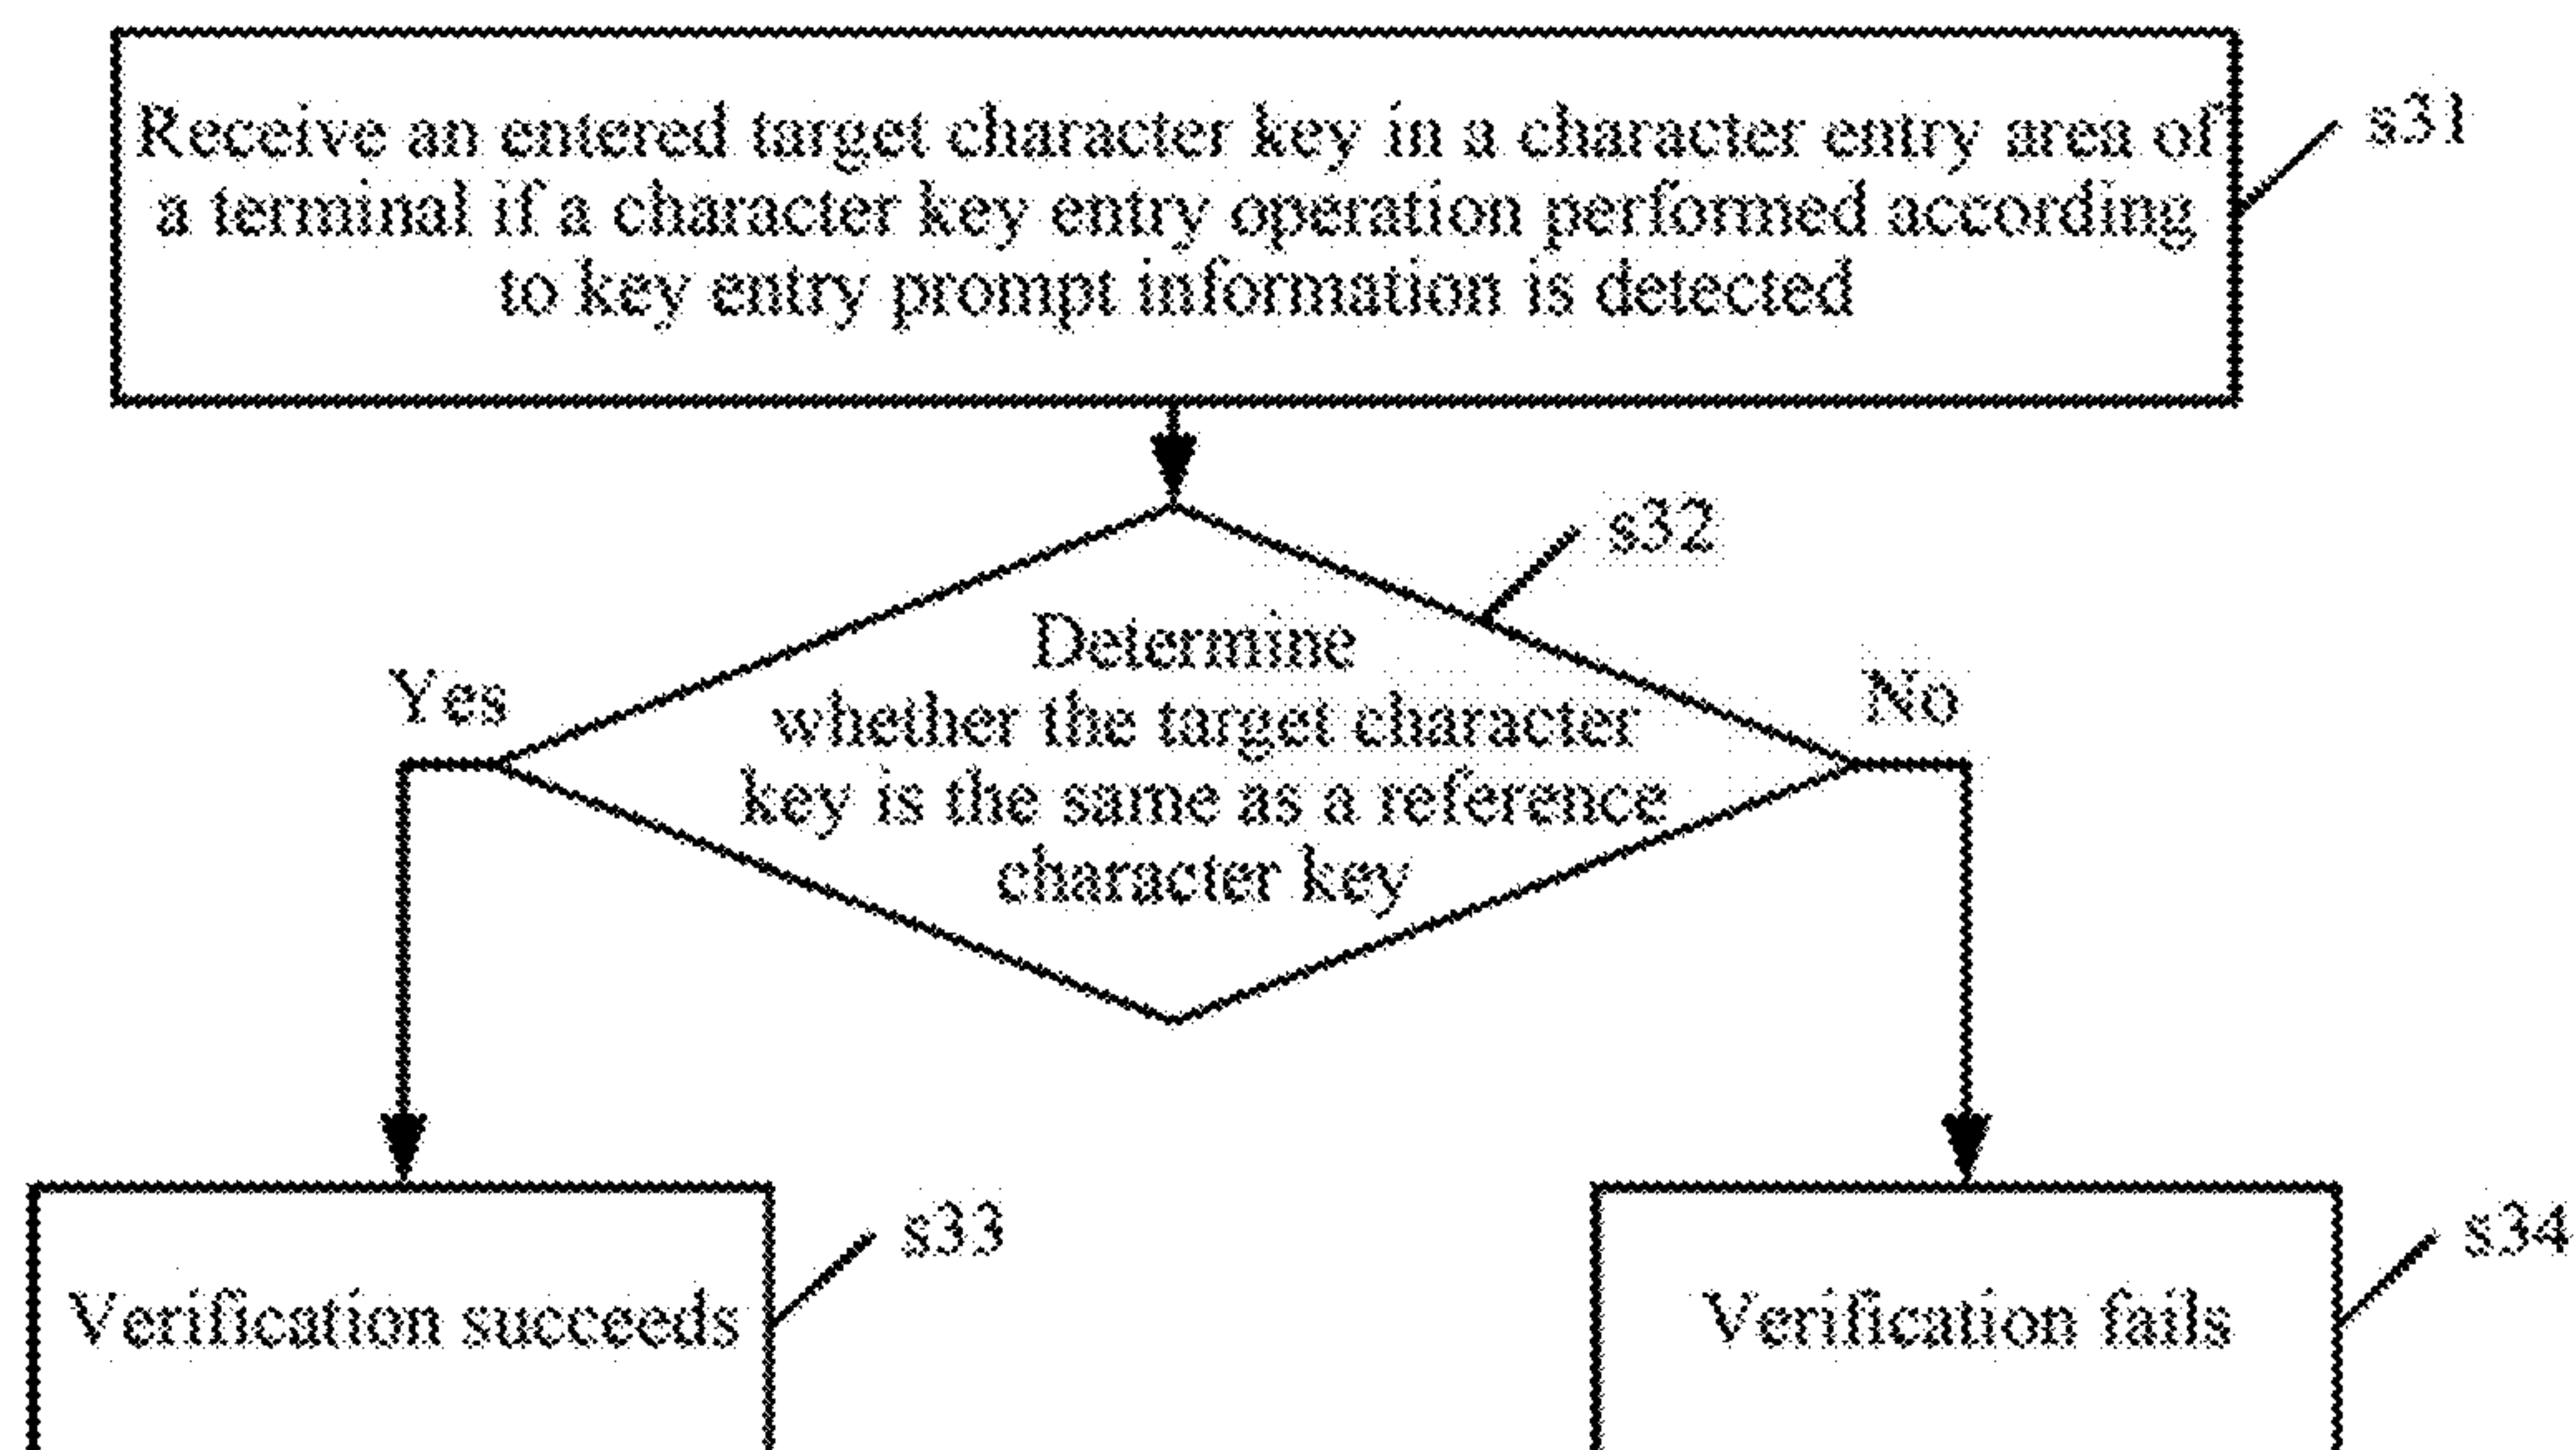 Receive an entered target character key in a character entry area of
a terminal if a character key entry operation performed according
to key entry prompt information is detected
s31
s32
Determine
whether the target character
key is the same as a reference
character key
Yes
No
Verification succeeds
s33
Verification fails
s34